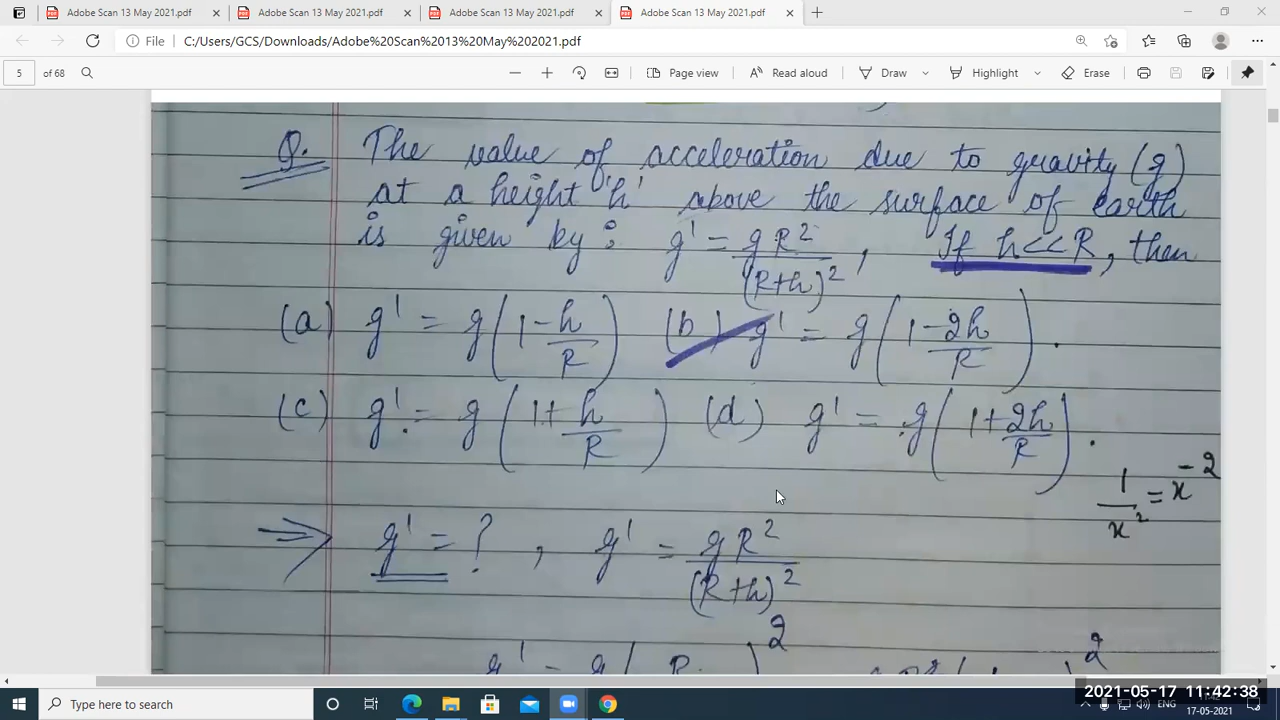 Adobe Scan 13 May 2021.pdf
Adobe Scan 13 May 2021.pdf
Adobe Scan 13 May 2021.pdf
Adobe Scan 13 May 2021.pdf
File
C:/Users/GCS/Downloads/Adobe%20Scan%2013%20May%202021.pdf
5 of 68
Page view
Read aloud
Draw
Highlight
Erase
Q. The value of acceleration due to gravity (g)
at a height 'h' above the surface of earth
is given by : g' = gR²/(R+h)², If h<<R, then
(a) g' = g(1-h/R) (b) g' = g(1-2h/R).
(c) g' = g(1+h/R) (d) g' = g(1+2h/R).
1/x² = x⁻²
=> g' = ? , g' = gR²/(R+h)²
2
2
Type here to search
ENG
17-05-2021
2021-05-17 11:42:38